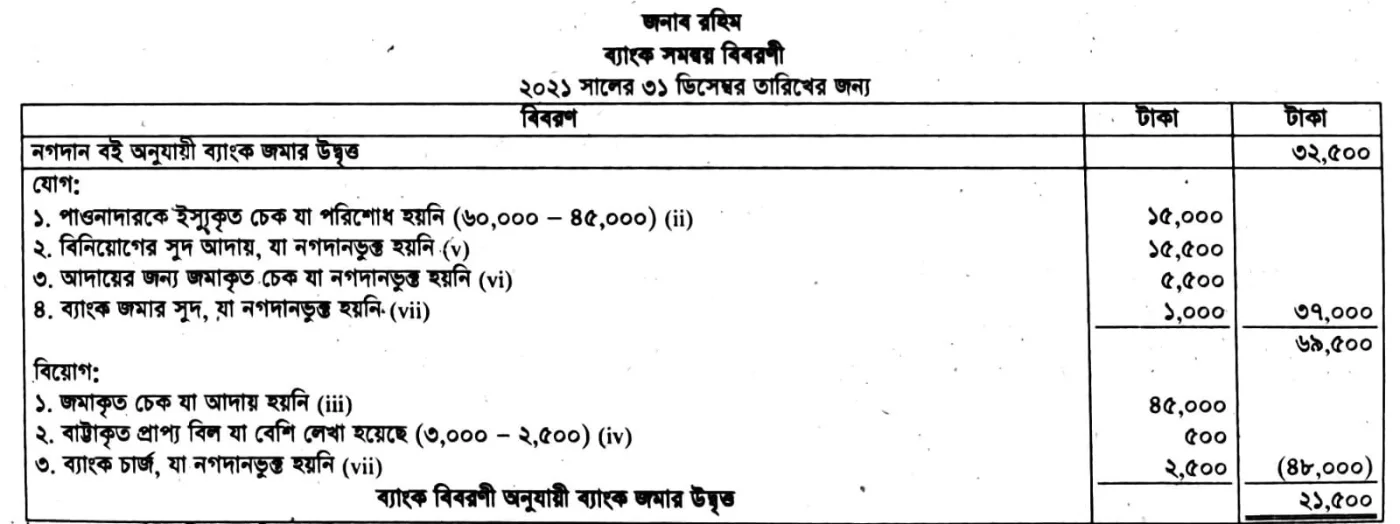 জনাব রহিম
ব্যাংক সমন্বয় বিবরণী
২০২১ সালের ৩১ ডিসেম্বর তারিখের জন্য
বিবরণ টাকা টাকা
নগদান বই অনুযায়ী ব্যাংক জমার উদ্বৃত্ত ৩২,৫০০
যোগ:
১. পাওনাদারকে ইস্যুকৃত চেক যা পরিশোধ হয়নি (৬০,০০০ – ৪৫,০০০) (ii) ১৫,০০০
২. বিনিয়োগের সুদ আদায়, যা নগদানভুক্ত হয়নি (v) ১৫,৫০০
৩. আদায়ের জন্য জমাকৃত চেক যা নগদানভুক্ত হয়নি (vi) ৫,৫০০
৪. ব্যাংক জমার সুদ, যা নগদানভুক্ত হয়নি (vii) ১,০০০ ৩৭,০০০
৬৯,৫০০
বিয়োগ:
১. জমাকৃত চেক যা আদায় হয়নি (iii) ৪৫,০০০
২. বাট্টাকৃত প্রাপ্য বিল যা বেশি লেখা হয়েছে (৩,০০০ – ২,৫০০) (iv) ৫০০
৩. ব্যাংক চার্জ, যা নগদানভুক্ত হয়নি (vii) ২,৫০০ (৪৮,০০০)
ব্যাংক বিবরণী অনুযায়ী ব্যাংক জমার উদ্বৃত্ত ২১,৫০০